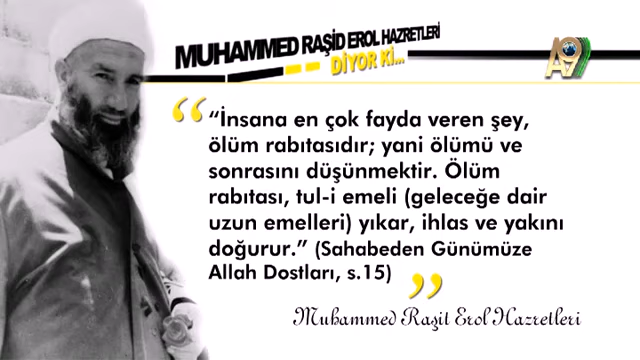 MUHAMMED RAŞİD EROL HAZRETLERİ
DİYOR Kİ...
A9
“İnsana en çok fayda veren şey,
ölüm rabıtasıdır; yani ölümü ve
sonrasını düşünmektir. Ölüm
rabıtası, tul-i emeli (geleceğe dair
uzun emelleri) yıkar, ihlas ve yakını
doğurur.” (Sahabeden Günümüze
Allah Dostları, s.15)
Muhammed Raşit Erol Hazretleri